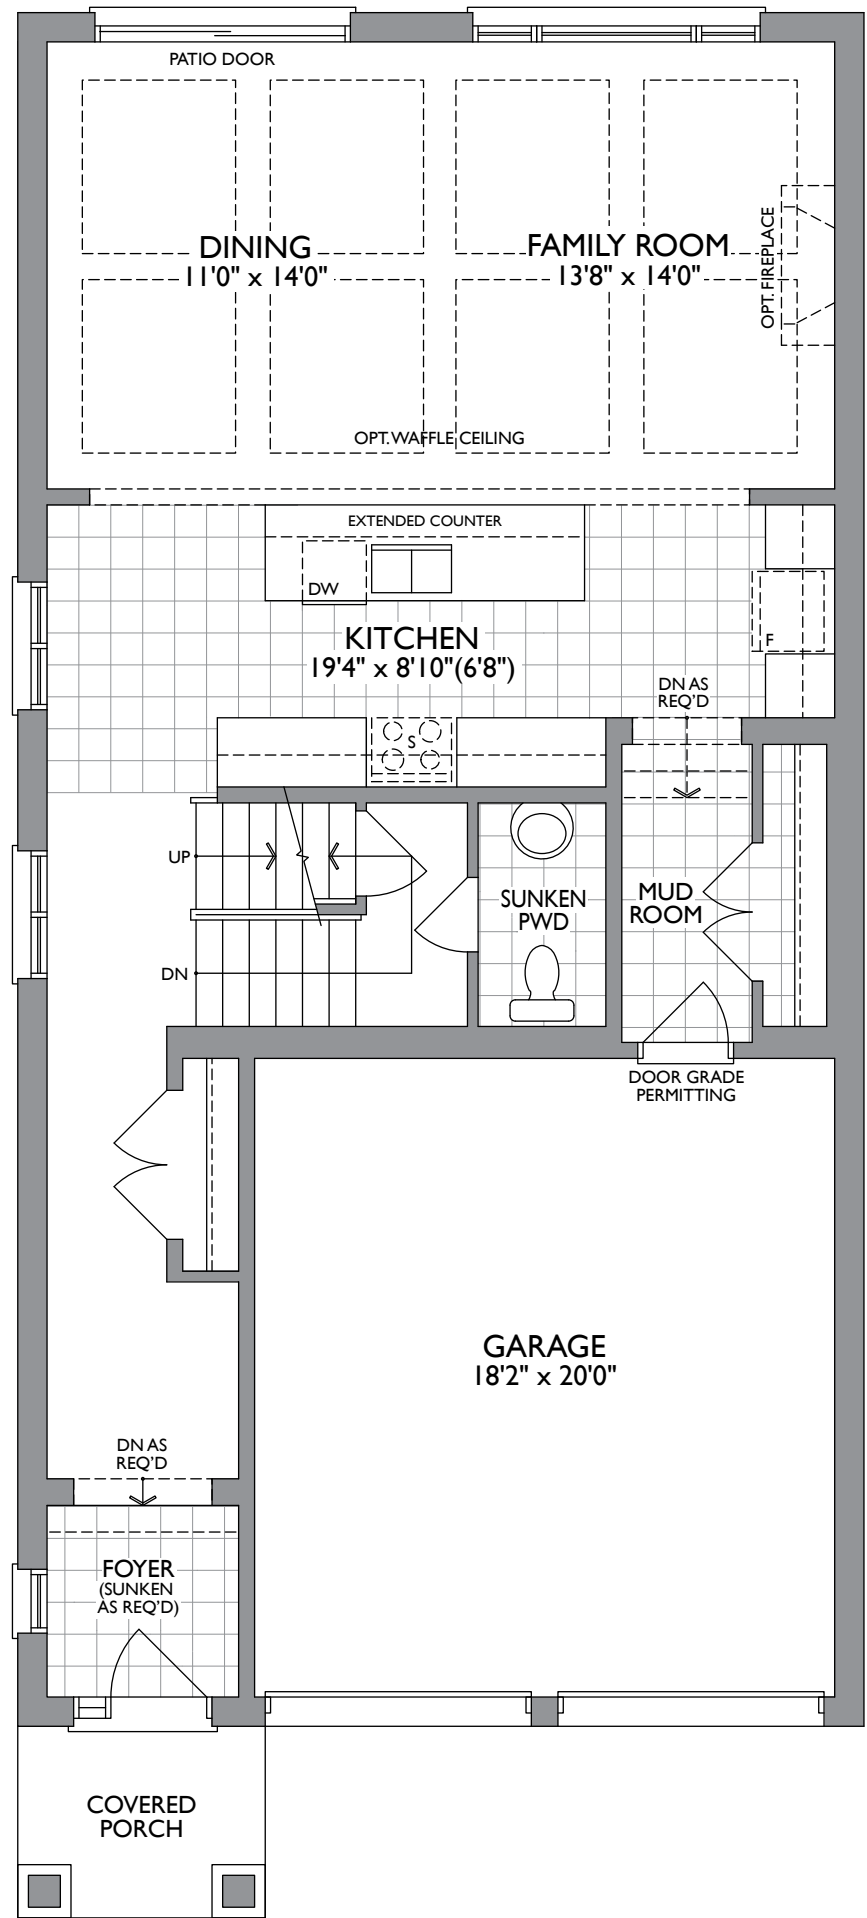 PATIO DOOR
DINING
11'0" x 14'0"
FAMILY ROOM
13'8" x 14'0"
OPT. FIREPLACE
OPT. WAFFLE CEILING
EXTENDED COUNTER
DW
F
KITCHEN
19'4" x 8'10"(6'8")
DN AS
REQ'D
S
UP
SUNKEN
PWD
MUD
ROOM
DN
DOOR GRADE
PERMITTING
GARAGE
18'2" x 20'0"
DN AS
REQ'D
FOYER
(SUNKEN
AS REQ'D)
COVERED
PORCH